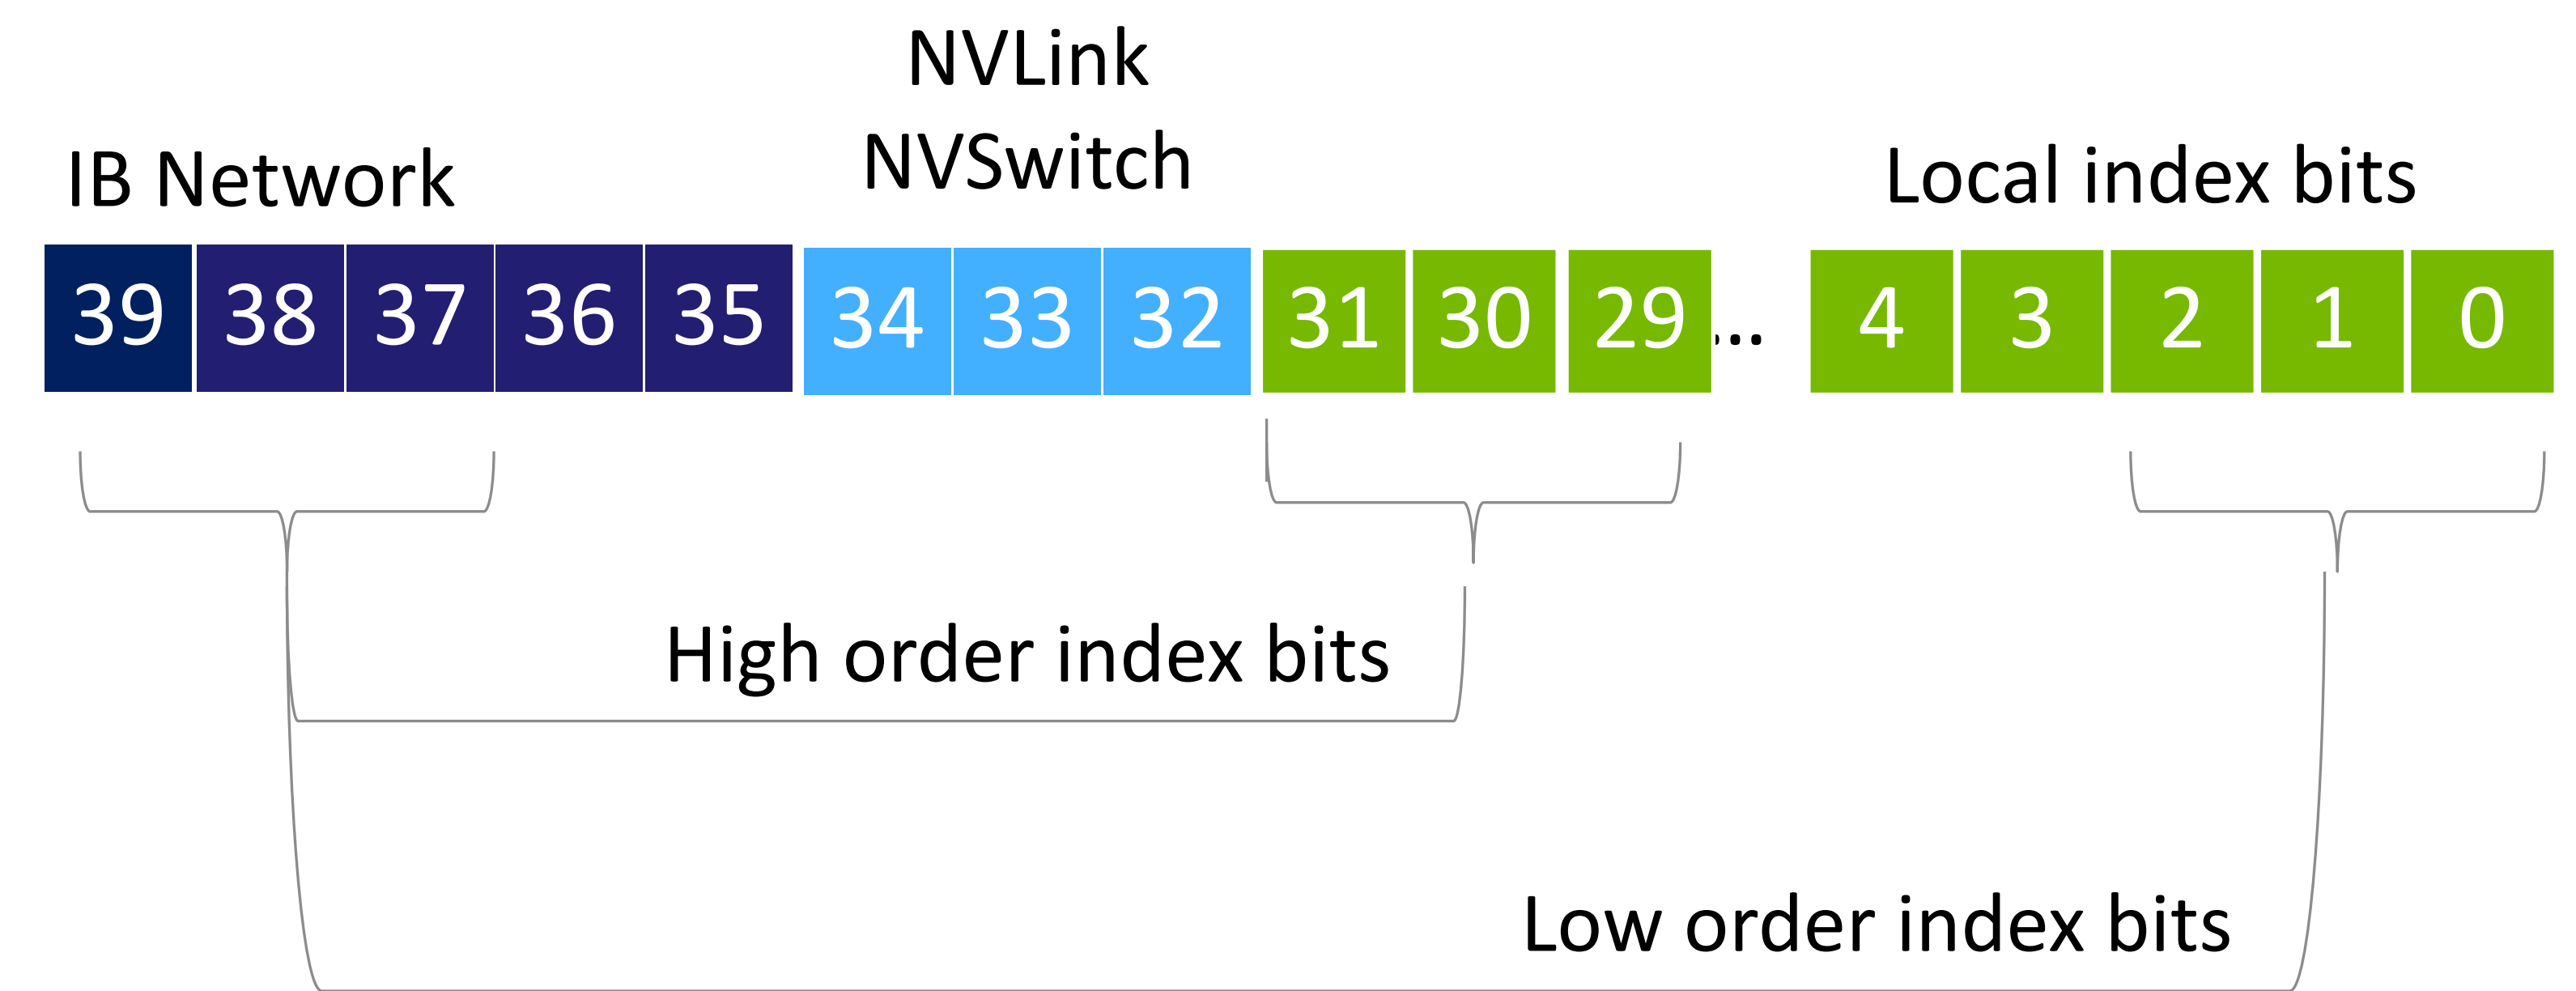 NVLink
NVSwitch
IB Network
Local index bits
39 38 37 36 35 34 33 32 31 30 29 ... 4 3 2 1 0
High order index bits
Low order index bits